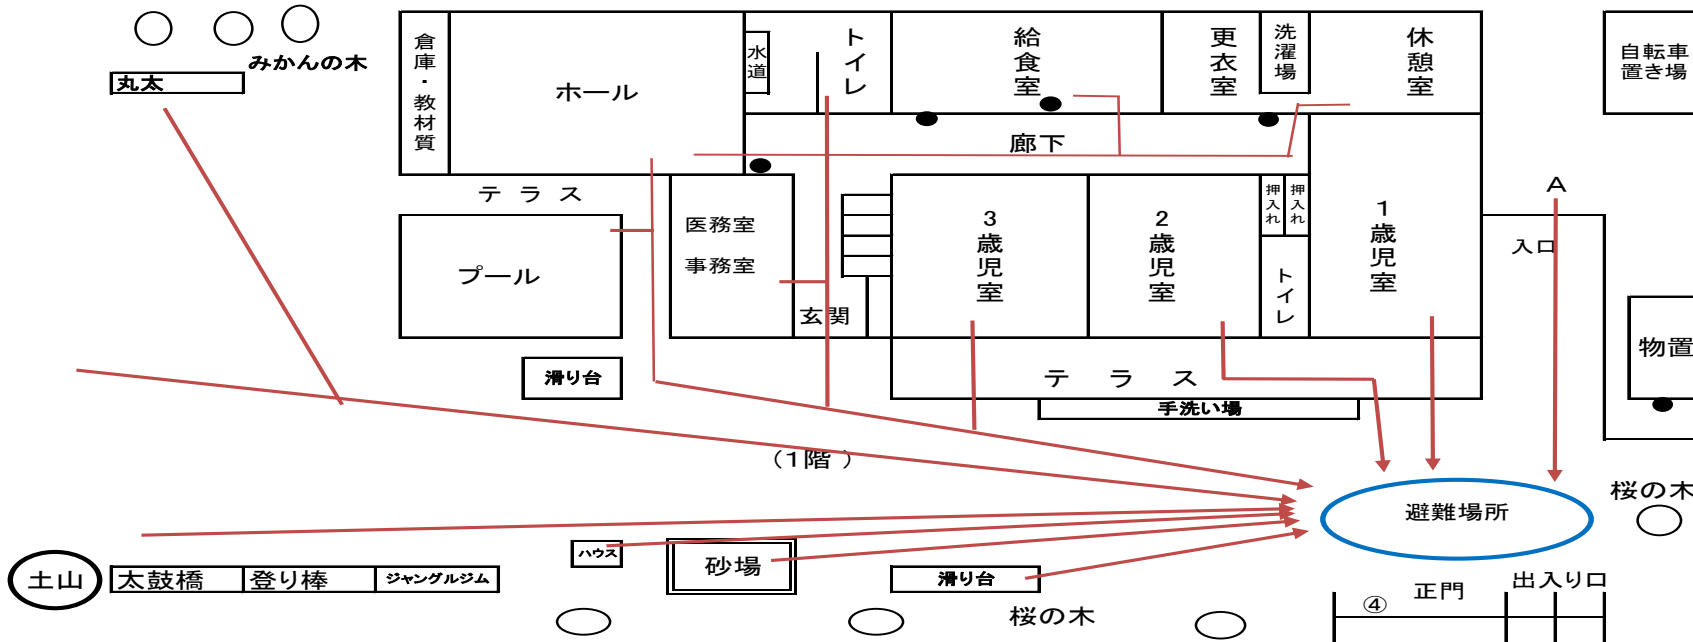 みかんの木
丸太
倉庫・教材質
ホール
水道
トイレ
給食室
更衣室
洗濯場
休憩室
自転車
置き場
廊下
テラス
プール
医務室
事務室
玄関
3歳児室
2歳児室
押入れ
押入れ
トイレ
1歳児室
A
入口
物置
滑り台
テラス
手洗い場
(1階 )
避難場所
桜の木
土山
太鼓橋
登り棒
ジャングルジム
ハウス
砂場
滑り台
桜の木
④
正門
出入り口